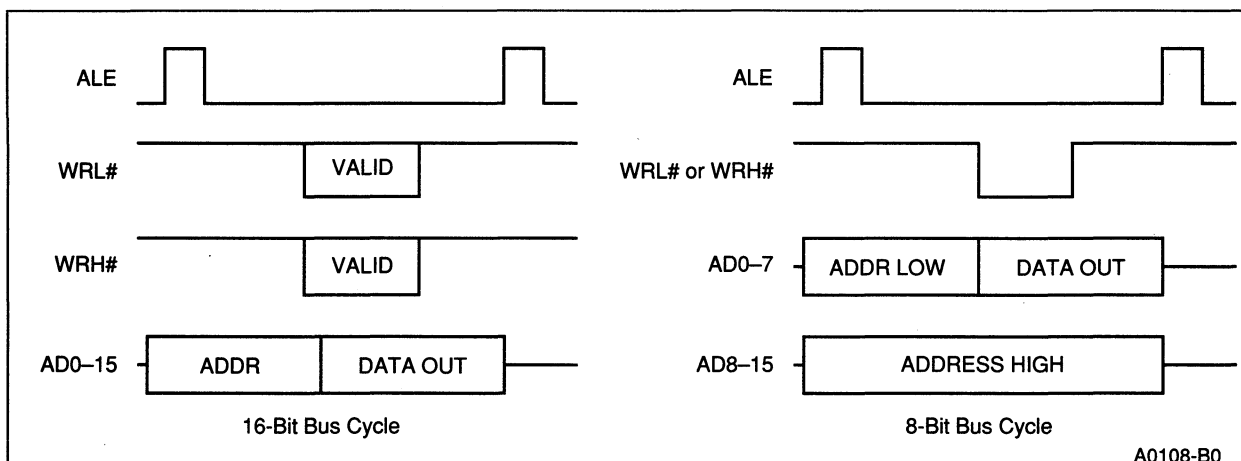 ALE
WRL#
VALID
WRH#
VALID
AD0–15
ADDR
DATA OUT
16-Bit Bus Cycle
ALE
WRL# or WRH#
AD0–7
ADDR LOW
DATA OUT
AD8–15
ADDRESS HIGH
8-Bit Bus Cycle
A0108-B0